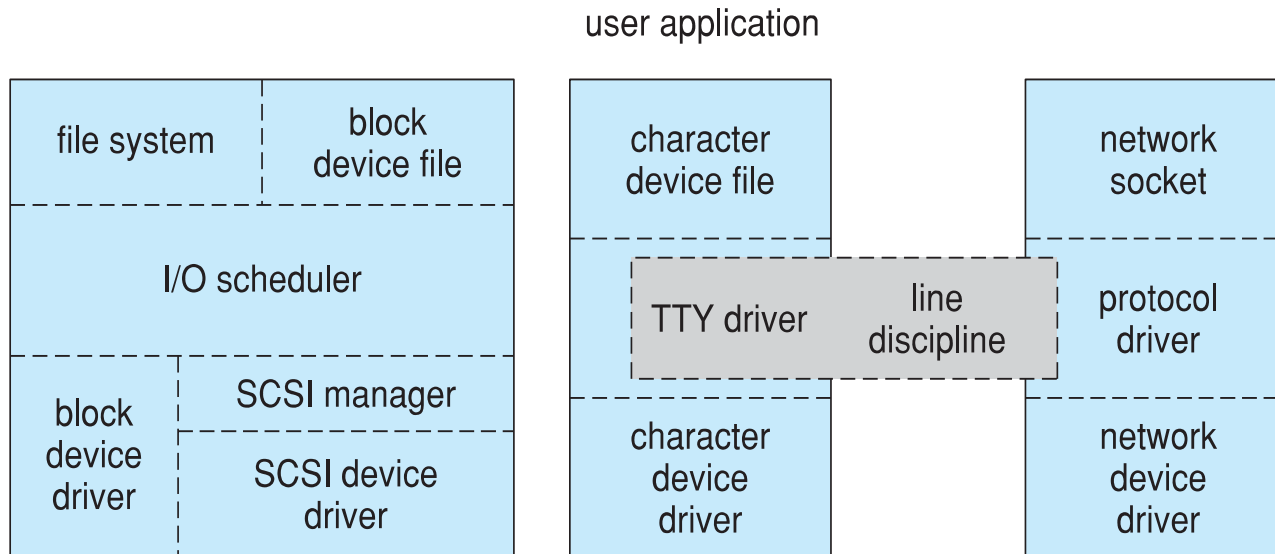 user application
file system
block
device file
I/O scheduler
block
device
driver
SCSI manager
SCSI device
driver
character
device file
TTY driver
line
discipline
character
device
driver
network
socket
protocol
driver
network
device
driver